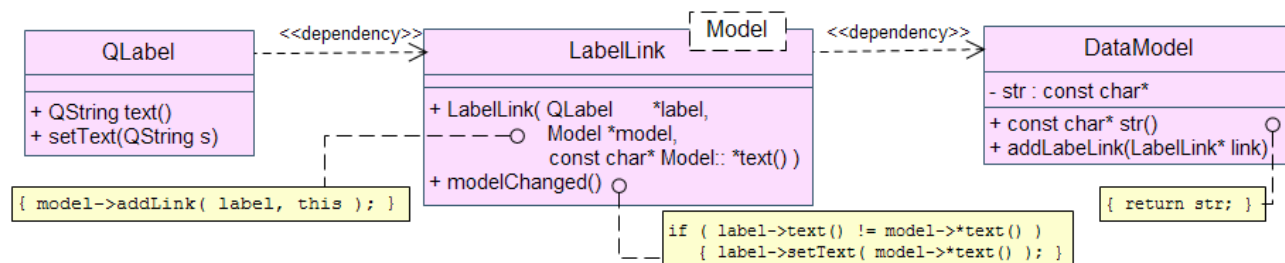 <<dependency>>
<<dependency>>
QLabel
+ QString text()
+ setText(QString s)
Model
LabelLink
+ LabelLink( QLabel *label,
Model *model,
const char* Model:: *text() )
+ modelChanged()
DataModel
- str : const char*
+ const char* str()
+ addLabeLink(LabelLink* link)
{ model->addLink( label, this ); }
if ( label->text() != model->*text() )
{ label->setText( model->*text() ); }
{ return str; }